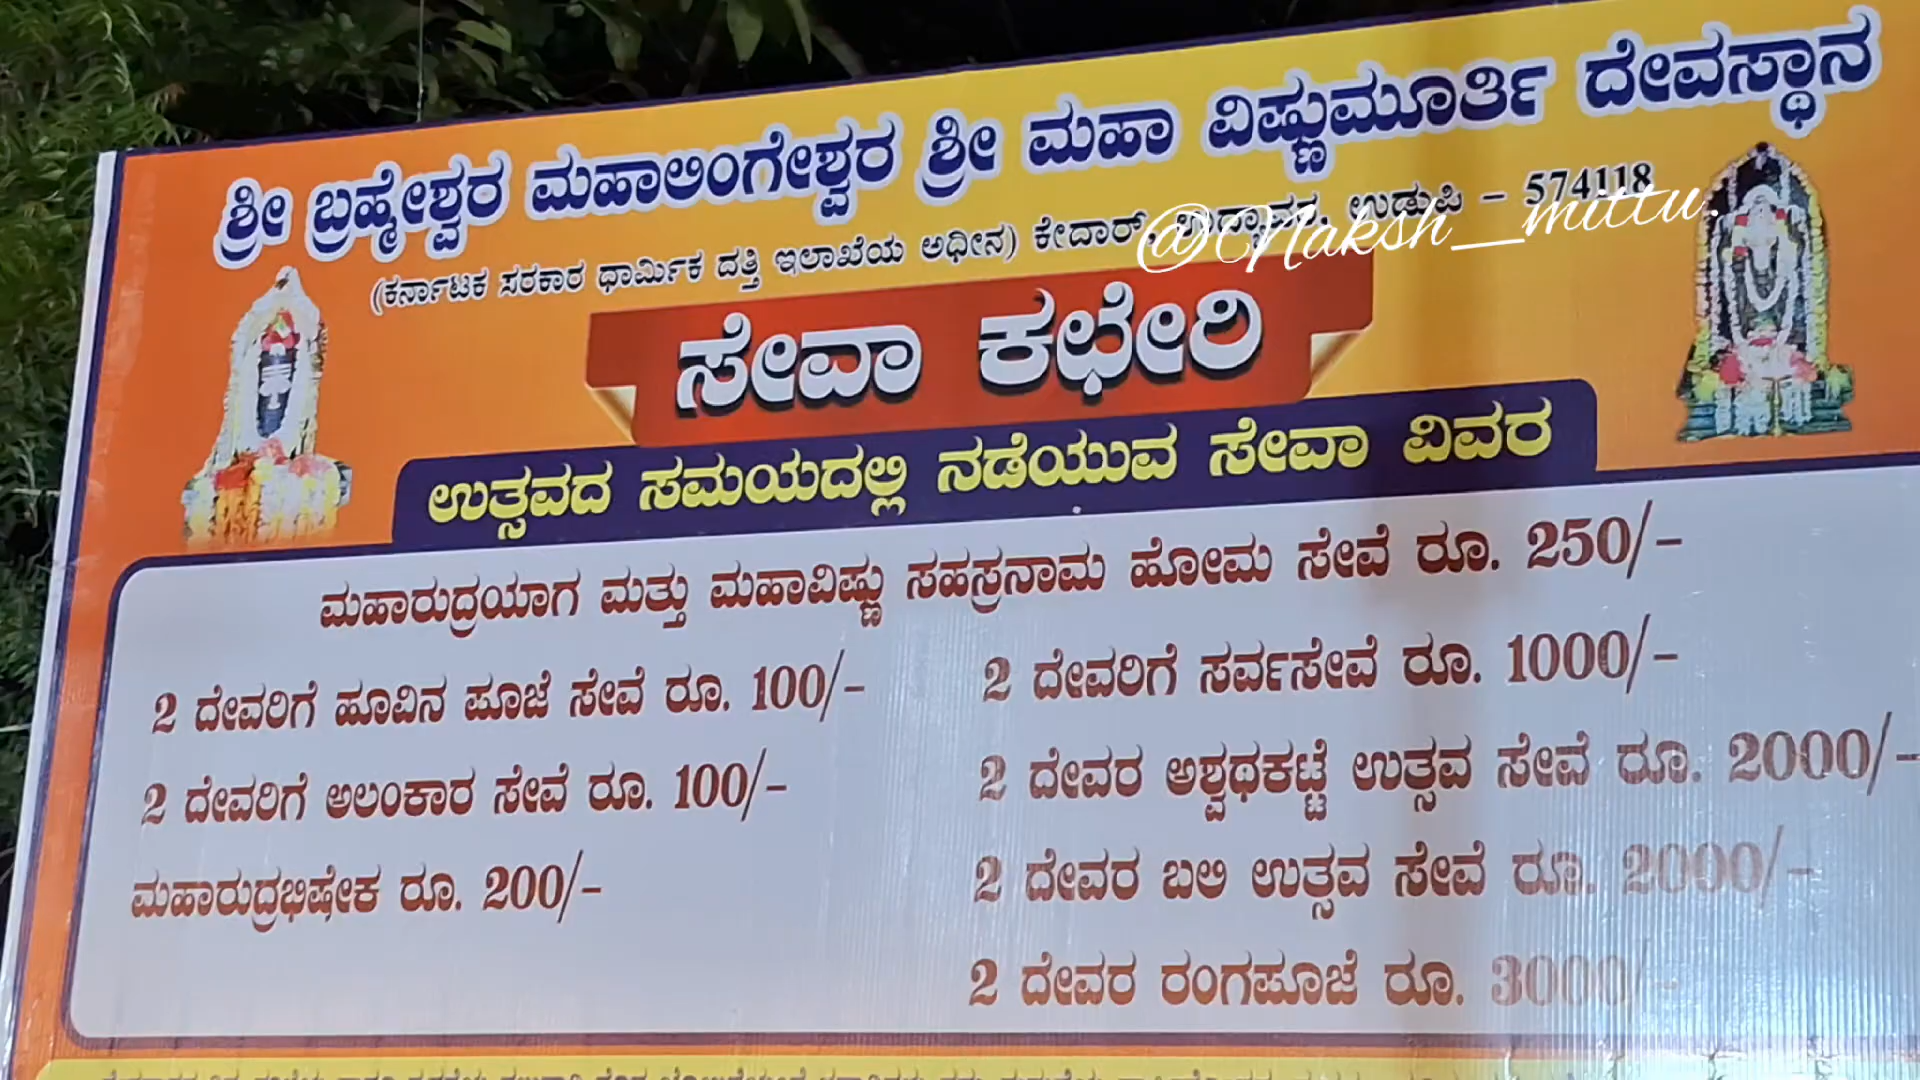 ಶ್ರೀ ಬ್ರಹ್ಮೇಶ್ವರ ಮಹಾಲಿಂಗೇಶ್ವರ ಶ್ರೀ ಮಹಾ ವಿಷ್ಣುಮೂರ್ತಿ ದೇವಸ್ಥಾನ
(ಕರ್ನಾಟಕ ಸರಕಾರ ಧಾರ್ಮಿಕ ದತ್ತಿ ಇಲಾಖೆಯ ಅಧೀನ) ಕೇದಾರ್, ಉಡುಪಿ - 574118
@Naksh_mittu.
ಸೇವಾ ಕಛೇರಿ
ಉತ್ಸವದ ಸಮಯದಲ್ಲಿ ನಡೆಯುವ ಸೇವಾ ವಿವರ
ಮಹಾರುದ್ರಯಾಗ ಮತ್ತು ಮಹಾವಿಷ್ಣು ಸಹಸ್ರನಾಮ ಹೋಮ ಸೇವೆ ರೂ. 250/-
2 ದೇವರಿಗೆ ಹೂವಿನ ಪೂಜೆ ಸೇವೆ ರೂ. 100/-
2 ದೇವರಿಗೆ ಅಲಂಕಾರ ಸೇವೆ ರೂ. 100/-
ಮಹಾರುದ್ರಭಿಷೇಕ ರೂ. 200/-
2 ದೇವರಿಗೆ ಸರ್ವಸೇವೆ ರೂ. 1000/-
2 ದೇವರ ಅಶ್ವಥಕಟ್ಟೆ ಉತ್ಸವ ಸೇವೆ ರೂ. 2000/-
2 ದೇವರ ಬಲಿ ಉತ್ಸವ ಸೇವೆ ರೂ. 2000/-
2 ದೇವರ ರಂಗಪೂಜೆ ರೂ. 3000/-